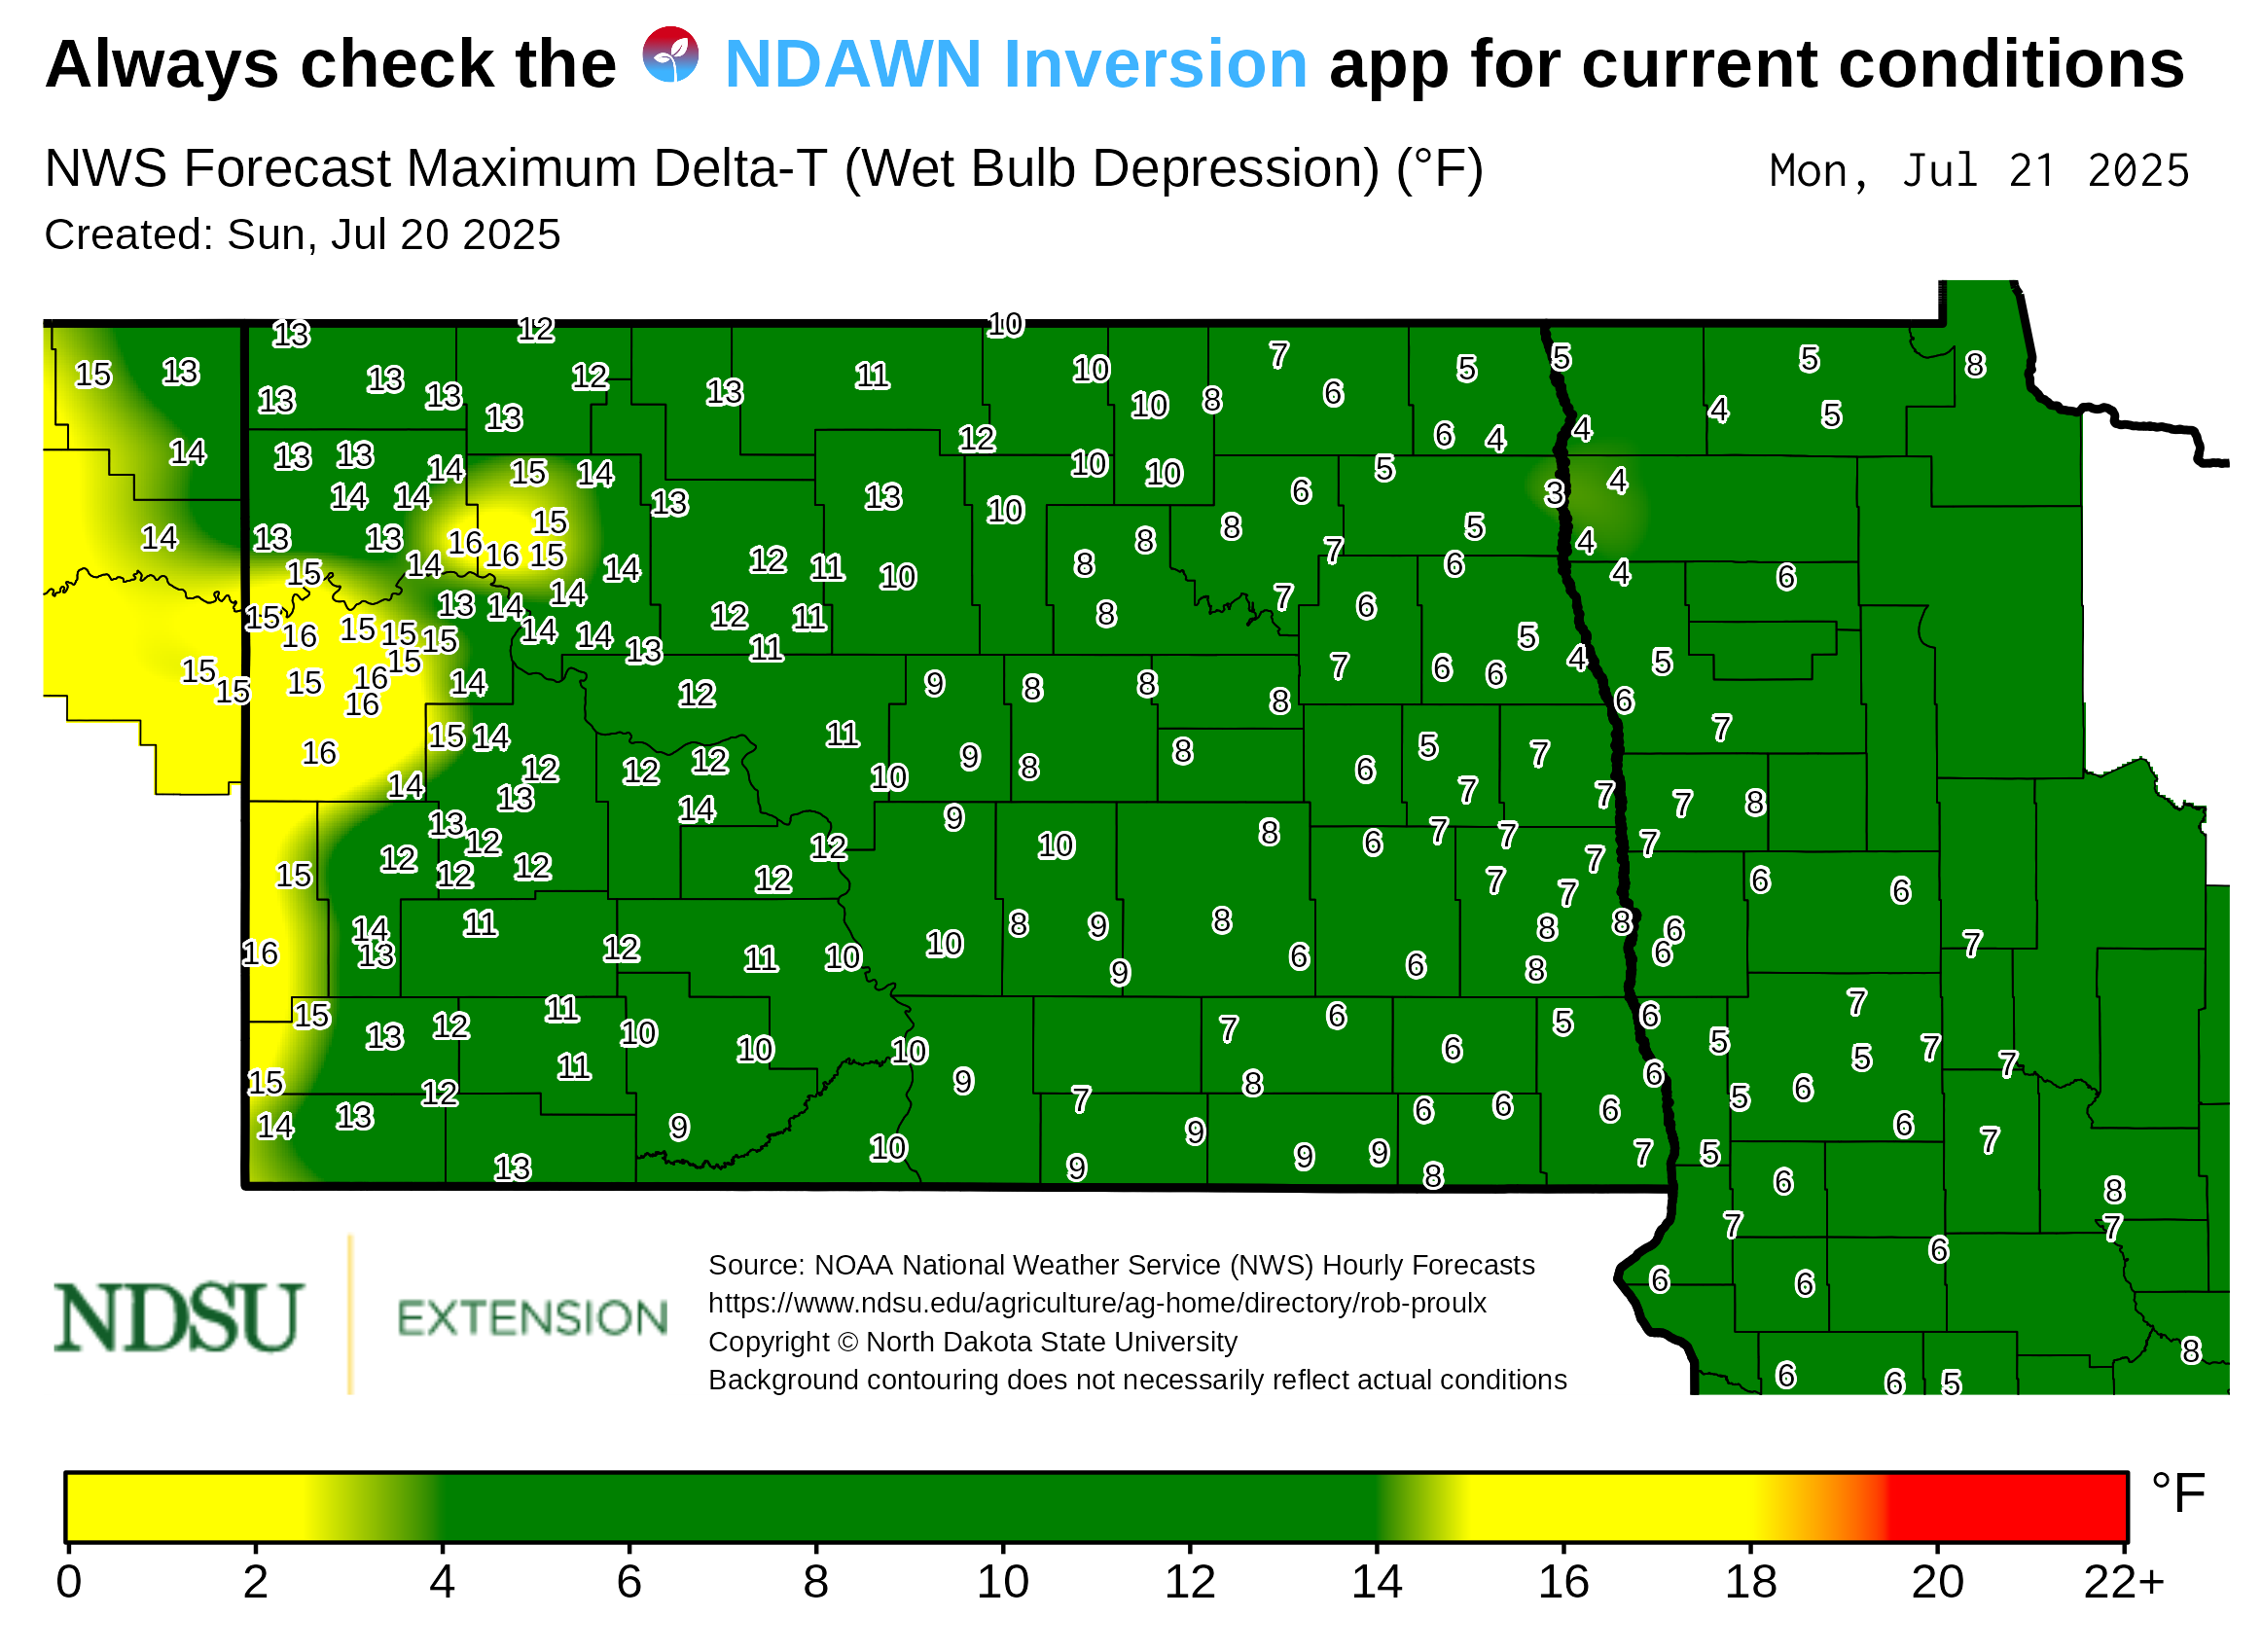 Always check the NDAWN Inversion app for current conditions
NWS Forecast Maximum Delta-T (Wet Bulb Depression) (°F) Mon, Jul 21 2025
Created: Sun, Jul 20 2025
13 12 10
15 13 13 13 13 12 13 11 10 7 5 5 5 8
13 13 10 8 6 4 5
14 13 13 14 15 14 12 10 10 6 4 4 5
14 14 13 13 10 6 3 4
14 13 13 16 16 15 15 12 11 10 8 8 8 7 5 4 4 6
15 14 13 14 14 14 12 11 8 7 6 6
15 16 15 15 15 14 14 13 11 5 4 5
15 15 15 15 16 16 14 12 9 8 8 8 7 6 6 6
16 15 14 12 12 12 11 10 9 8 8 6 5 7 7
14 13 14 9 7 7 7 8
13 12 12 12 12 12 12 10 8 6 7 7 7 7
15 12 7 7 6 6
16 14 13 11 12 11 10 10 8 9 9 8 6 6 8 8 8 6 6 7
15 13 12 11 10 10 10 7 6 6 5 6 5 7 5 7 7
15 12 11 9 7 8 6 5 6
14 13 9 10 9 9 9 9 6 6 6 7 5 6 7
13 8 6 8
7 7
6 6 6
8
6 6 5
NDSU EXTENSION
Source: NOAA National Weather Service (NWS) Hourly Forecasts
https://www.ndsu.edu/agriculture/ag-home/directory/rob-proulx
Copyright © North Dakota State University
Background contouring does not necessarily reflect actual conditions
°F
0 2 4 6 8 10 12 14 16 18 20 22+